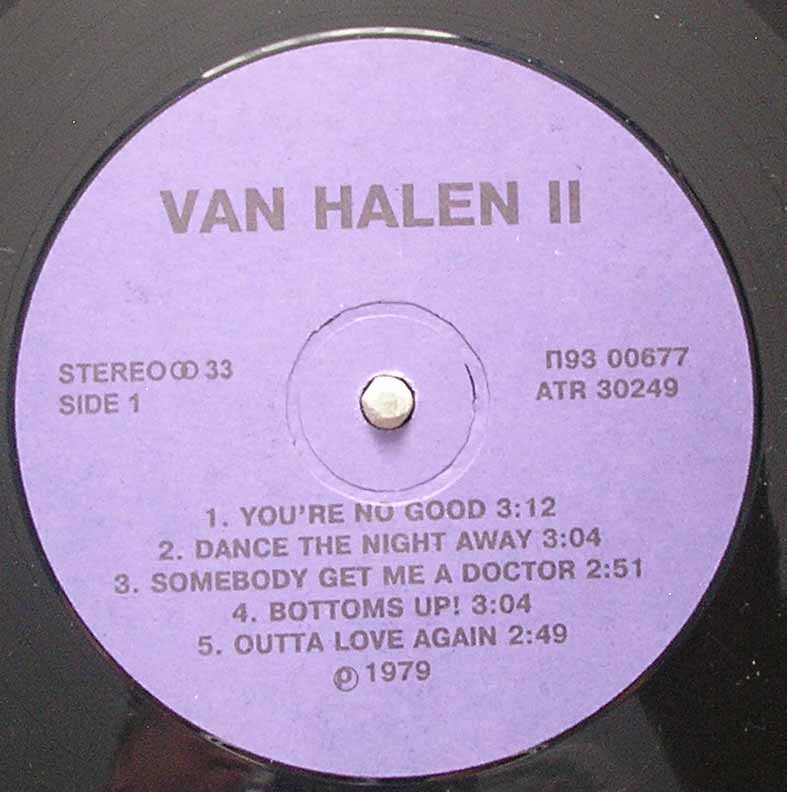 VAN HALEN II
STEREO ꝏ 33
SIDE 1
П93 00677
ATR 30249
1. YOU'RE NO GOOD 3:12
2. DANCE THE NIGHT AWAY 3:04
3. SOMEBODY GET ME A DOCTOR 2:51
4. BOTTOMS UP! 3:04
5. OUTTA LOVE AGAIN 2:49
℗ 1979